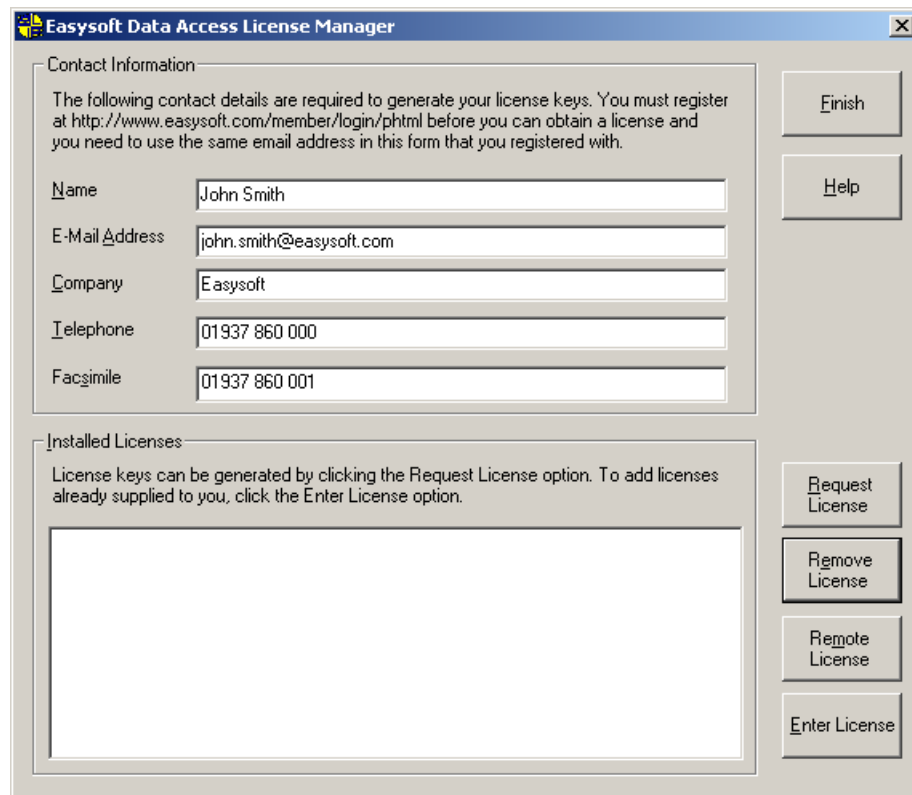 Easysoft Data Access License Manager
Contact Information
The following contact details are required to generate your license keys. You must register
at http://www.easysoft.com/member/login/phtml before you can obtain a license and
you need to use the same email address in this form that you registered with.
Name
John Smith
E-Mail Address
john.smith@easysoft.com
Company
Easysoft
Telephone
01937 860 000
Facsimile
01937 860 001
Finish
Help
Installed Licenses
License keys can be generated by clicking the Request License option. To add licenses
already supplied to you, click the Enter License option.
Request
License
Remove
License
Remote
License
Enter License